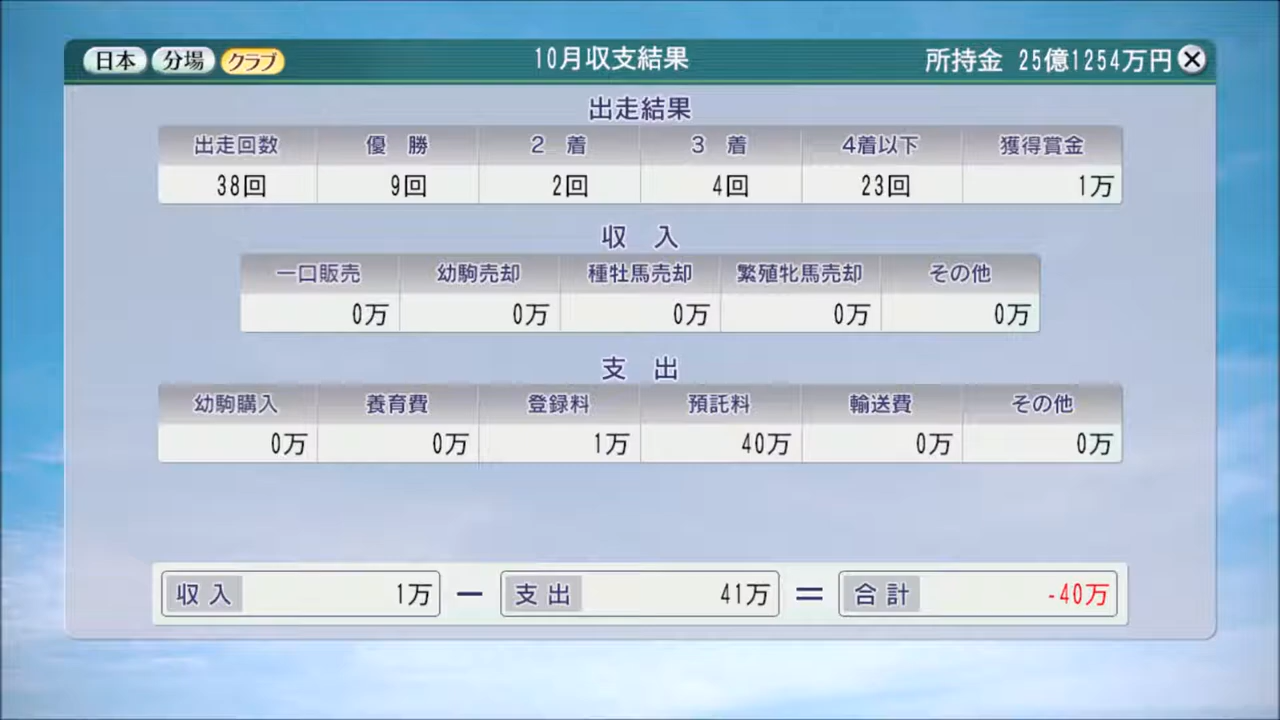 日本 分場 クラブ 10月収支結果 所持金 25億1254万円
出走結果
出走回数 優勝 2着 3着 4着以下 獲得賞金
38回 9回 2回 4回 23回 1万
収入
一口販売 幼駒売却 種牡馬売却 繁殖牝馬売却 その他
0万 0万 0万 0万 0万
支出
幼駒購入 養育費 登録料 預託料 輸送費 その他
0万 0万 1万 40万 0万 0万
収入 1万 - 支出 41万 = 合計 -40万